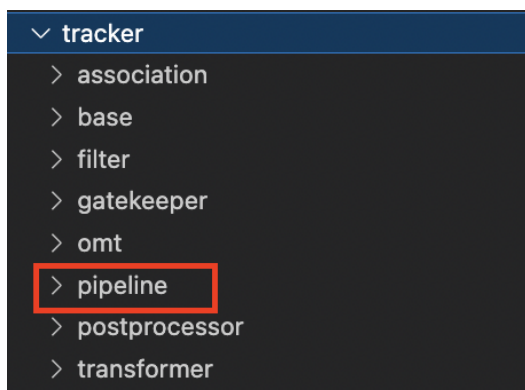 tracker
association
base
filter
gatekeeper
omt
pipeline
postprocessor
transformer